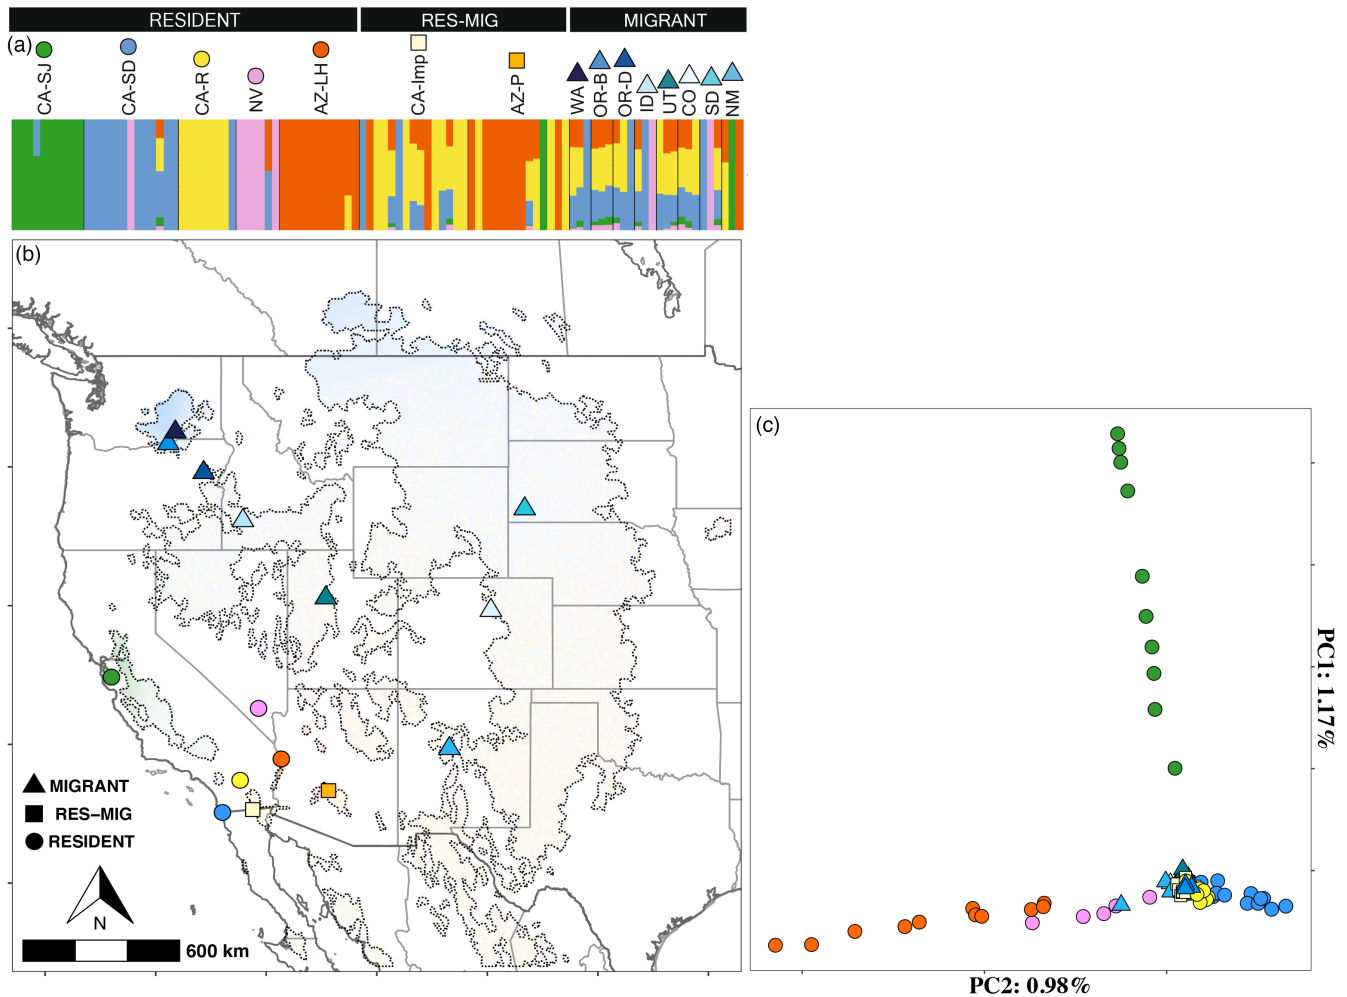 RESIDENT RES-MIG MIGRANT
(a)
CA-SJ
CA-SD
CA-R
NV
AZ-LH
CA-Imp
AZ-P
WA
OR-B
OR-D
ID
UT
CO
SD
NM
(b)
MIGRANT
RES−MIG
RESIDENT
N
600 km
(c)
PC1: 1.17%
PC2: 0.98%